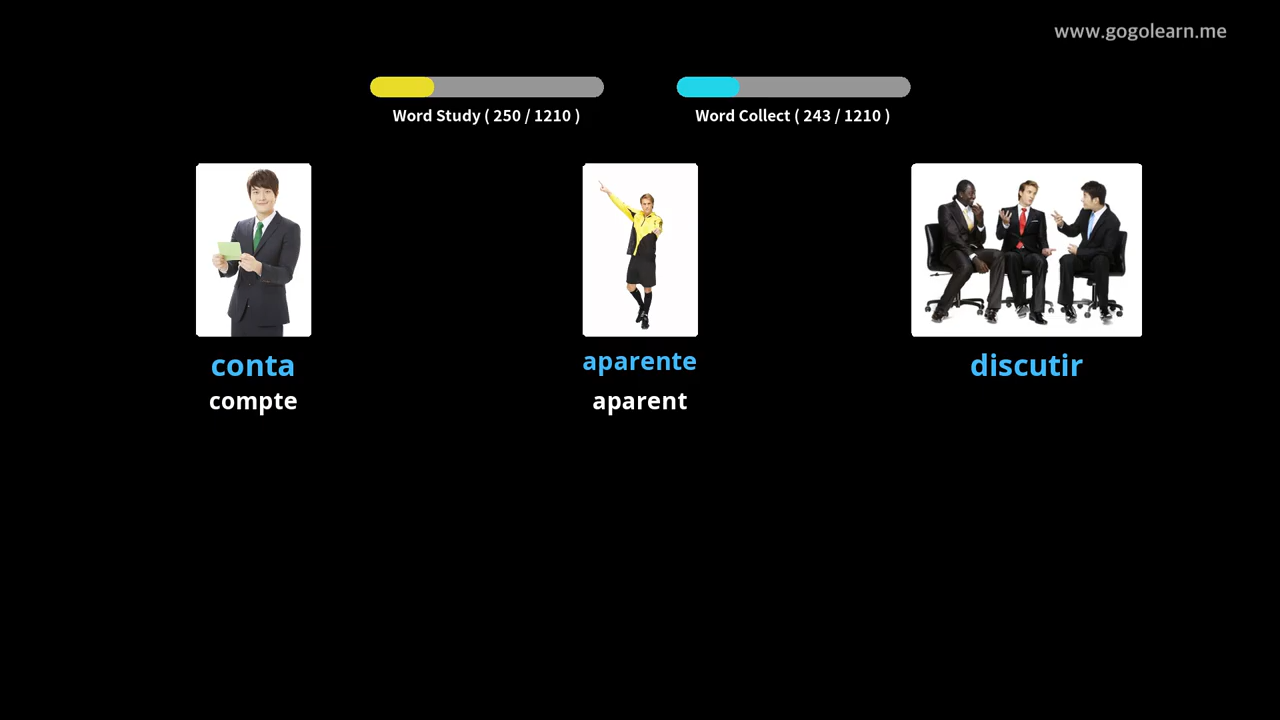 www.gogolearn.me
Word Study ( 250 / 1210 )
Word Collect ( 243 / 1210 )
conta
compte
aparente
aparent
discutir